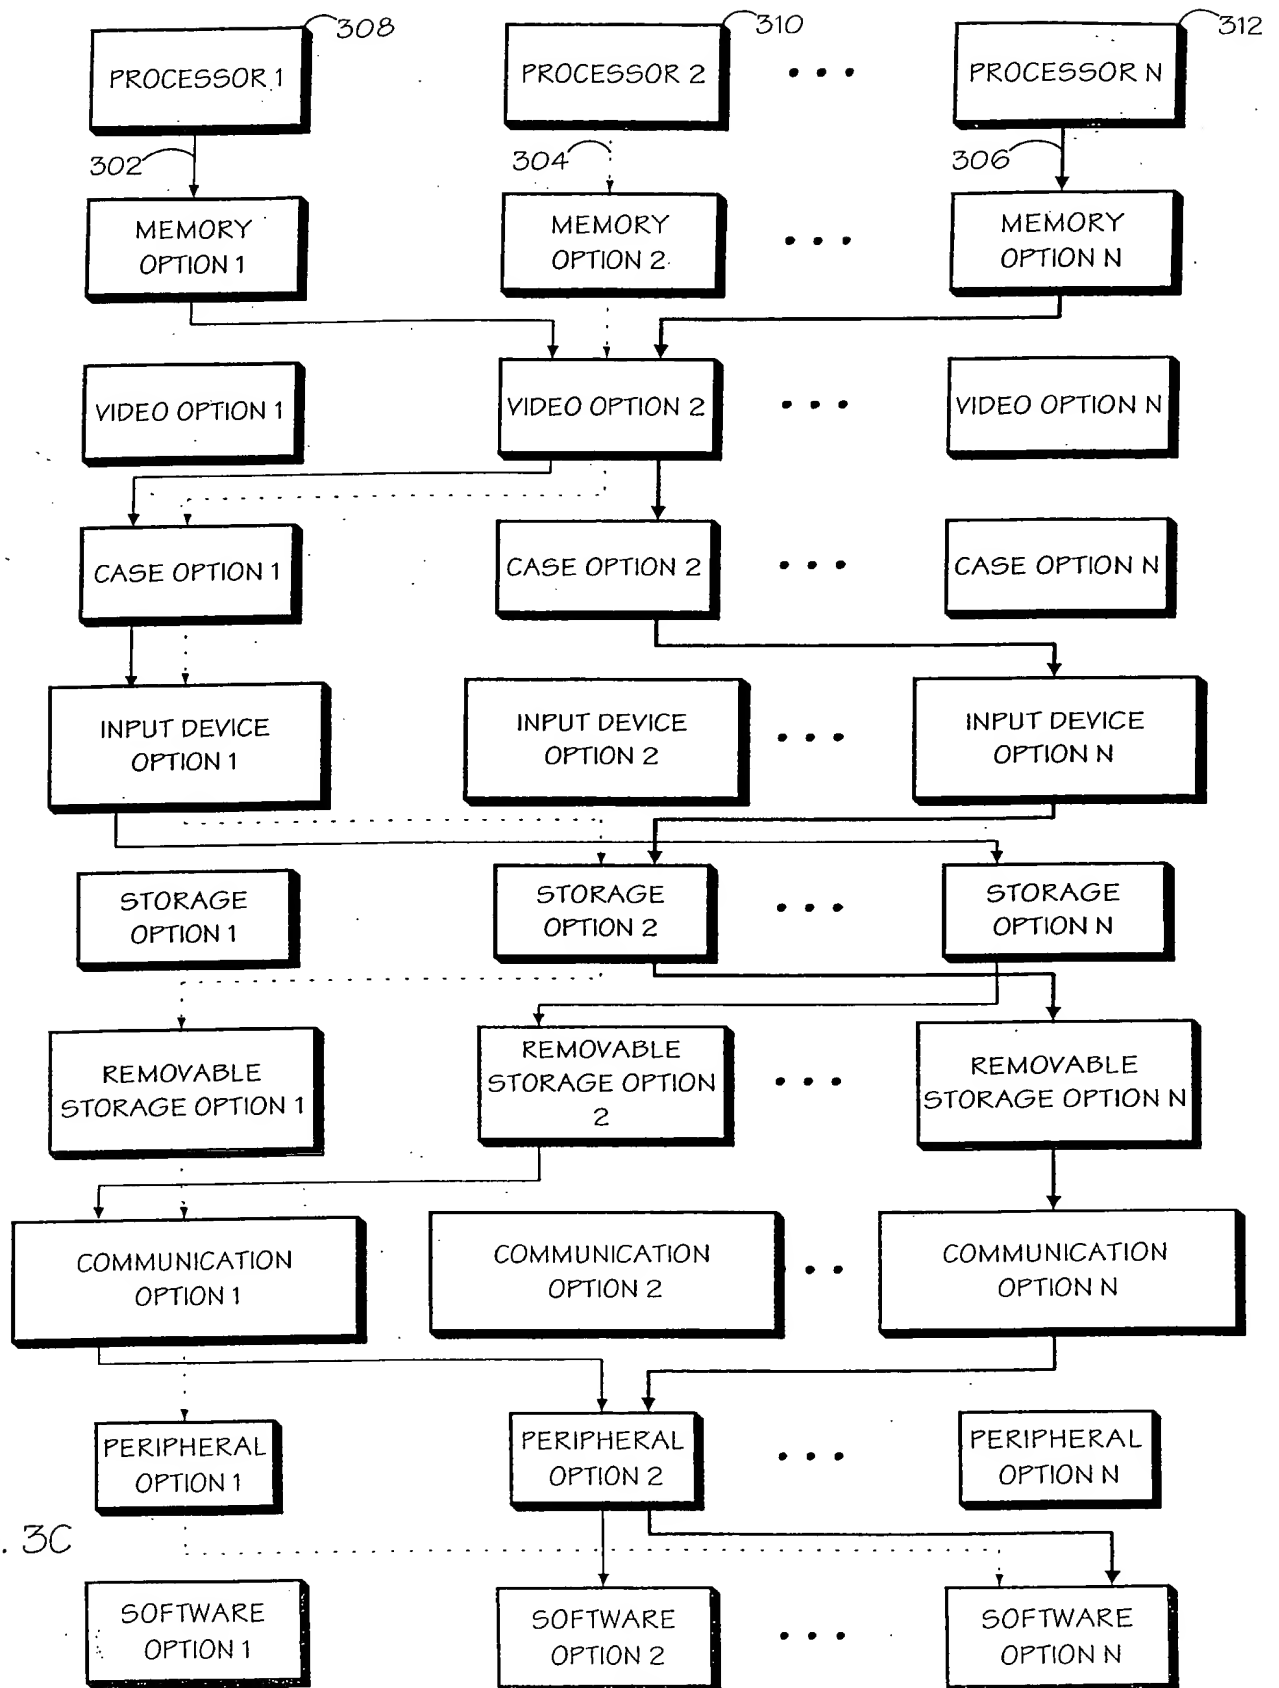 308
310
312
PROCESSOR 1
PROCESSOR 2
PROCESSOR N
302
304
306
MEMORY
OPTION 1
MEMORY
OPTION 2
MEMORY
OPTION N
VIDEO OPTION 1
VIDEO OPTION 2
VIDEO OPTION N
CASE OPTION 1
CASE OPTION 2
CASE OPTION N
INPUT DEVICE
OPTION 1
INPUT DEVICE
OPTION 2
INPUT DEVICE
OPTION N
STORAGE
OPTION 1
STORAGE
OPTION 2
STORAGE
OPTION N
REMOVABLE
STORAGE OPTION 1
REMOVABLE
STORAGE OPTION
2
REMOVABLE
STORAGE OPTION N
COMMUNICATION
OPTION 1
COMMUNICATION
OPTION 2
COMMUNICATION
OPTION N
PERIPHERAL
OPTION 1
PERIPHERAL
OPTION 2
PERIPHERAL
OPTION N
. 3C
SOFTWARE
OPTION 1
SOFTWARE
OPTION 2
SOFTWARE
OPTION N